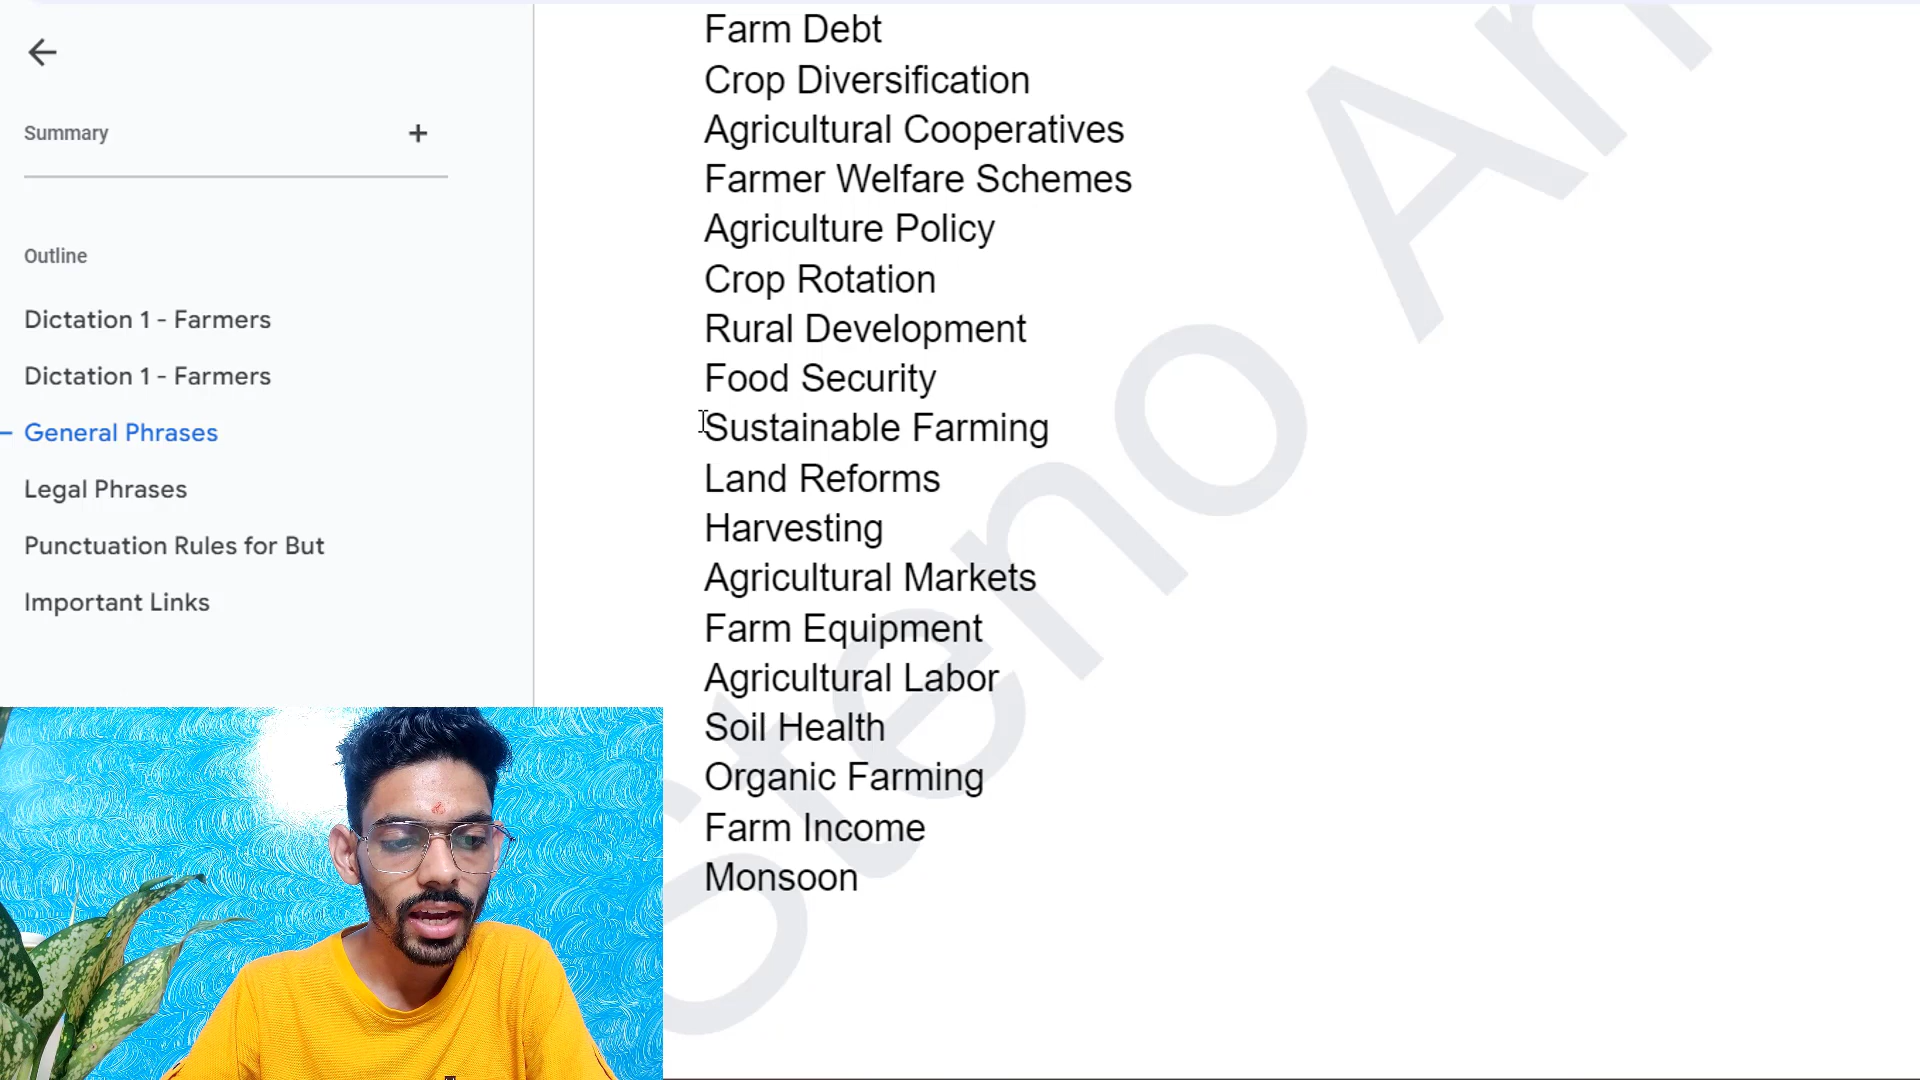 Summary
Outline
Dictation 1 - Farmers
Dictation 1 - Farmers
General Phrases
Legal Phrases
Punctuation Rules for But
Important Links
Farm Debt
Crop Diversification
Agricultural Cooperatives
Farmer Welfare Schemes
Agriculture Policy
Crop Rotation
Rural Development
Food Security
Sustainable Farming
Land Reforms
Harvesting
Agricultural Markets
Farm Equipment
Agricultural Labor
Soil Health
Organic Farming
Farm Income
Monsoon
Steno